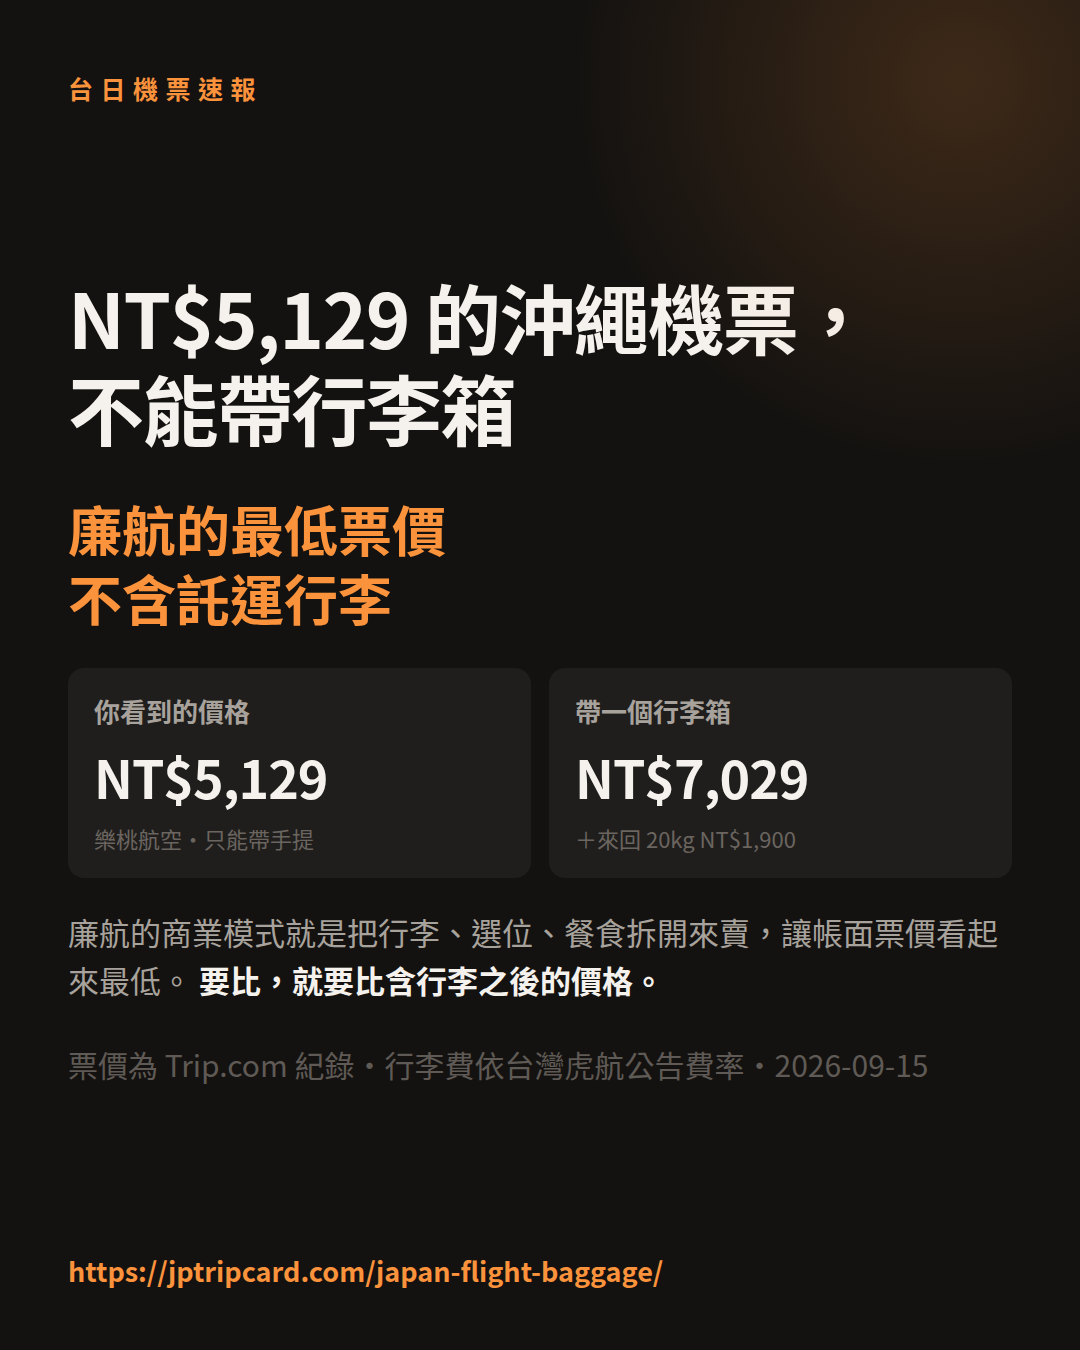 台日機票速報
NT$5,129 的沖繩機票，
不能帶行李箱
廉航的最低票價
不含託運行李
你看到的價格
NT$5,129
樂桃航空・只能帶手提
帶一個行李箱
NT$7,029
＋來回 20kg NT$1,900
廉航的商業模式就是把行李、選位、餐食拆開來賣，讓帳面票價看起
來最低。要比，就要比含行李之後的價格。
票價為 Trip.com 紀錄・行李費依台灣虎航公告費率・2026-09-15
https://jptripcard.com/japan-flight-baggage/